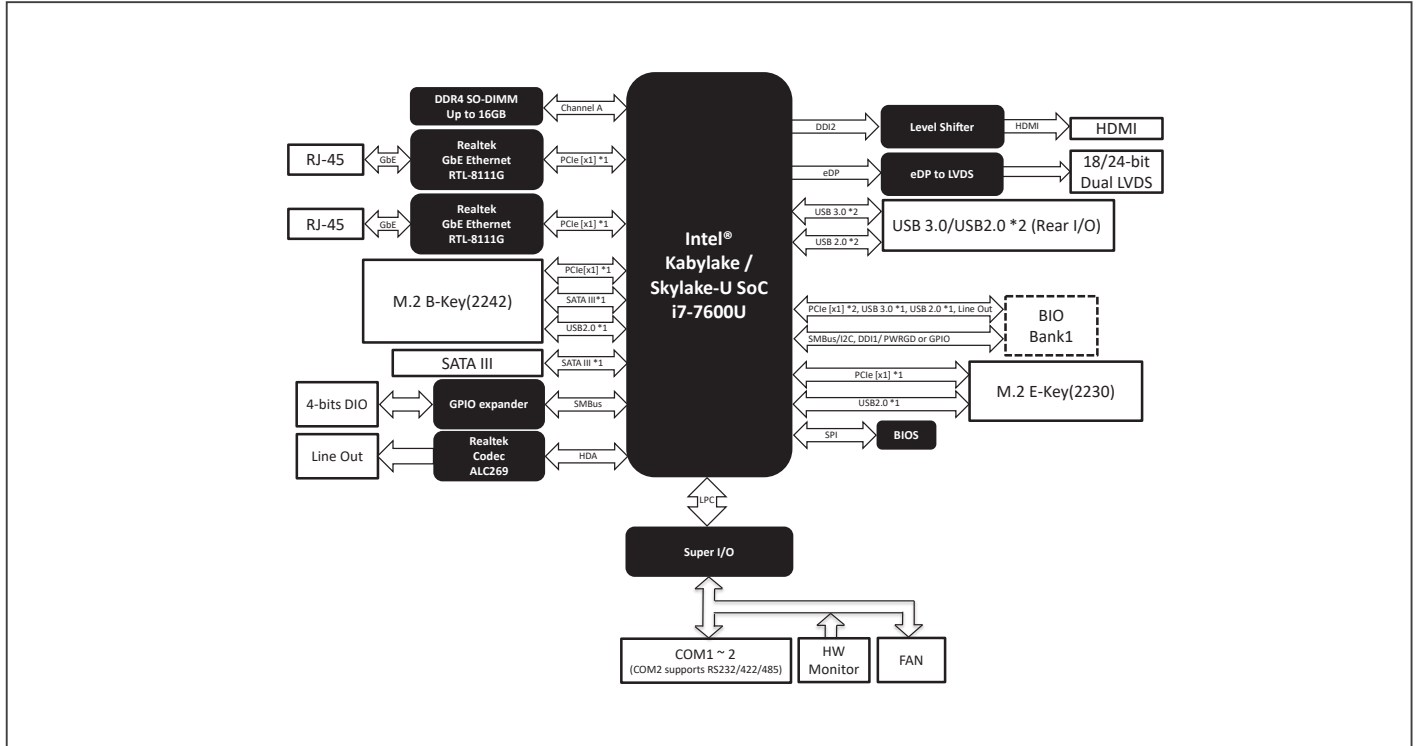 DDR4 SO-DIMM
Up to 16GB
Channel A
RJ-45
GbE
Realtek
GbE Ethernet
RTL-8111G
PCIe [x1] *1
RJ-45
GbE
Realtek
GbE Ethernet
RTL-8111G
PCIe [x1] *1
M.2 B-Key(2242)
PCIe[x1] *1
SATA III*1
USB2.0 *1
SATA III
SATA III *1
4-bits DIO
GPIO expander
SMBus
Line Out
Realtek
Codec
ALC269
HDA
Intel®
Kabylake /
Skylake-U SoC
i7-7600U
DDI2
Level Shifter
HDMI
HDMI
eDP
eDP to LVDS
18/24-bit
Dual LVDS
USB 3.0 *2
USB 2.0 *2
USB 3.0/USB2.0 *2 (Rear I/O)
PCIe [x1] *2, USB 3.0 *1, USB 2.0 *1, Line Out
SMBus/I2C, DDI1/ PWRGD or GPIO
BIO
Bank1
PCIe [x1] *1
USB2.0 *1
M.2 E-Key(2230)
SPI
BIOS
LPC
Super I/O
COM1 ~ 2
(COM2 supports RS232/422/485)
HW
Monitor
FAN